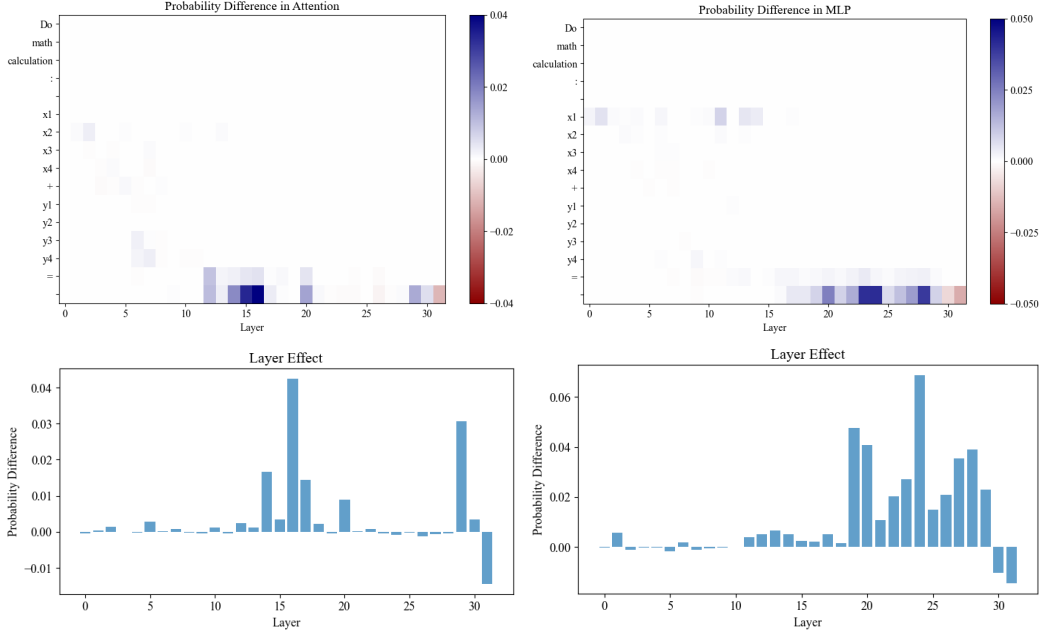 Probability Difference in Attention
Do
math
calculation
:
x1
x2
x3
x4
+
y1
y2
y3
y4
=
0 5 10 15 20 25 30
Layer
0.04
0.02
0.00
−0.02
−0.04
Probability Difference in MLP
Do
math
calculation
:
x1
x2
x3
x4
+
y1
y2
y3
y4
=
0 5 10 15 20 25 30
Layer
0.050
0.025
0.000
−0.025
−0.050
Layer Effect
Probability Difference
0.04
0.03
0.02
0.01
0.00
−0.01
0 5 10 15 20 25 30
Layer
Layer Effect
Probability Difference
0.06
0.04
0.02
0.00
0 5 10 15 20 25 30
Layer